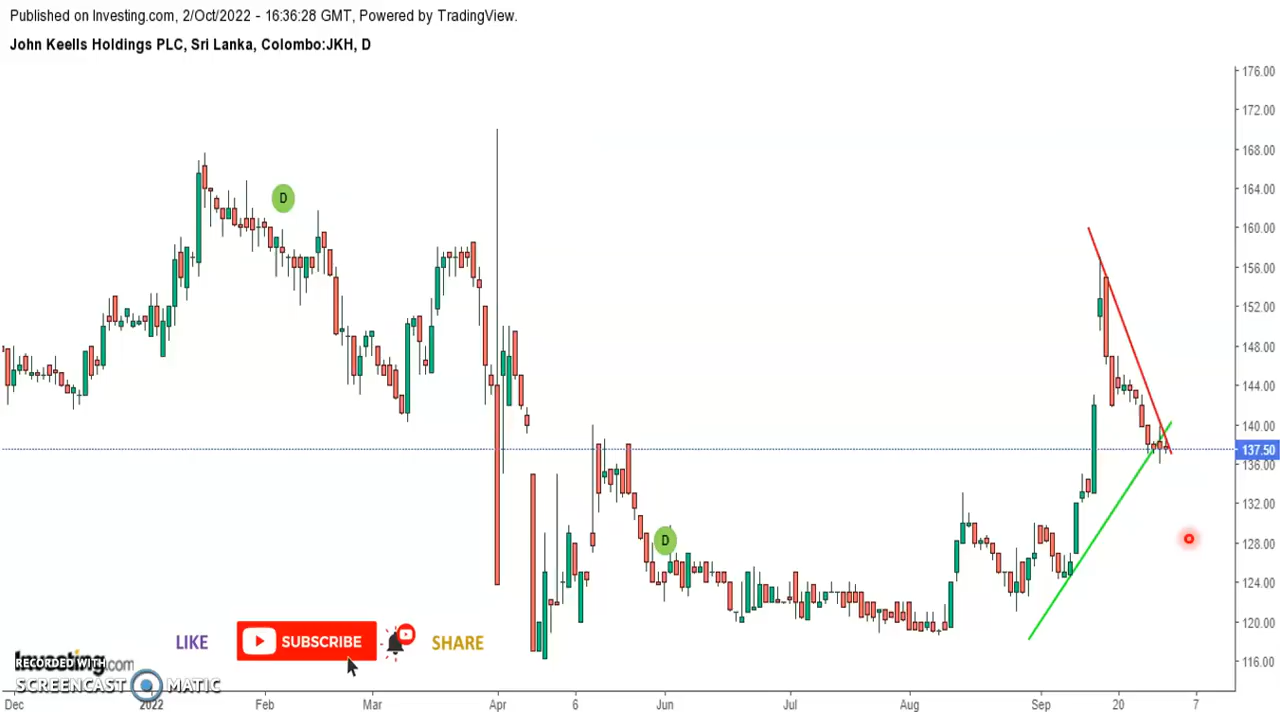 Published on Investing.com, 2/Oct/2022 - 16:36:28 GMT, Powered by TradingView.
John Keells Holdings PLC, Sri Lanka, Colombo:JKH, D
176.00
172.00
168.00
164.00
D
160.00
156.00
152.00
148.00
144.00
140.00
137.50
136.00
132.00
128.00
D
124.00
120.00
116.00
LIKE SUBSCRIBE SHARE
Investing.com
RECORDED WITH
SCREENCAST MATIC
Dec 2022 Feb Mar Apr 6 Jun Jul Aug Sep 20 7